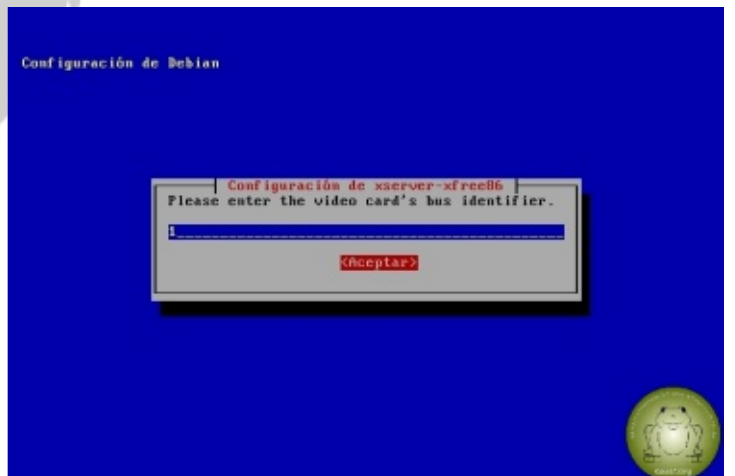 Configuración de Debian
Configuración de xserver-xfree86
Please enter the video card's bus identifier.
1
<Aceptar>